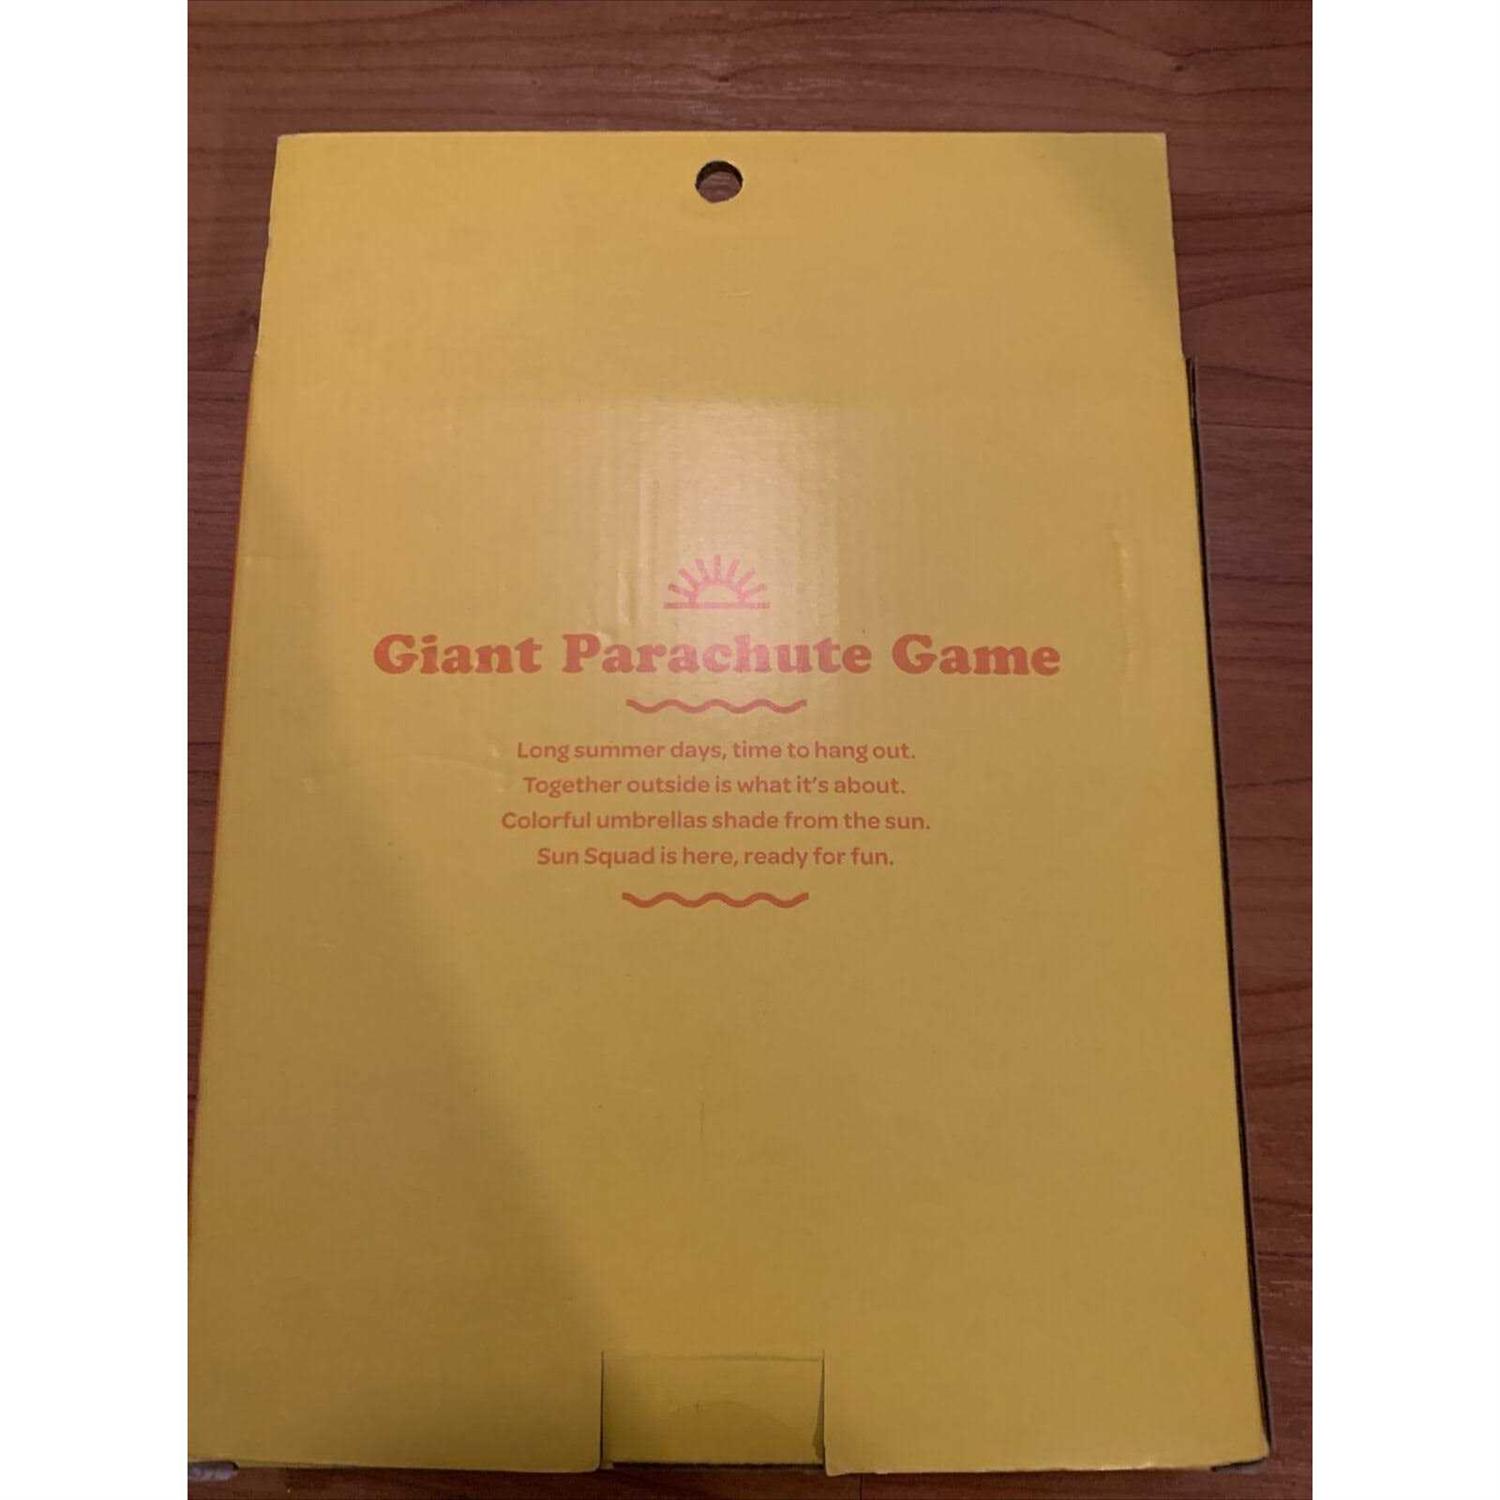 Giant Parachute Game
Long summer days, time to hang out.
Together outside is what it's about.
Colorful umbrellas shade from the sun.
Sun Squad is here, ready for fun.